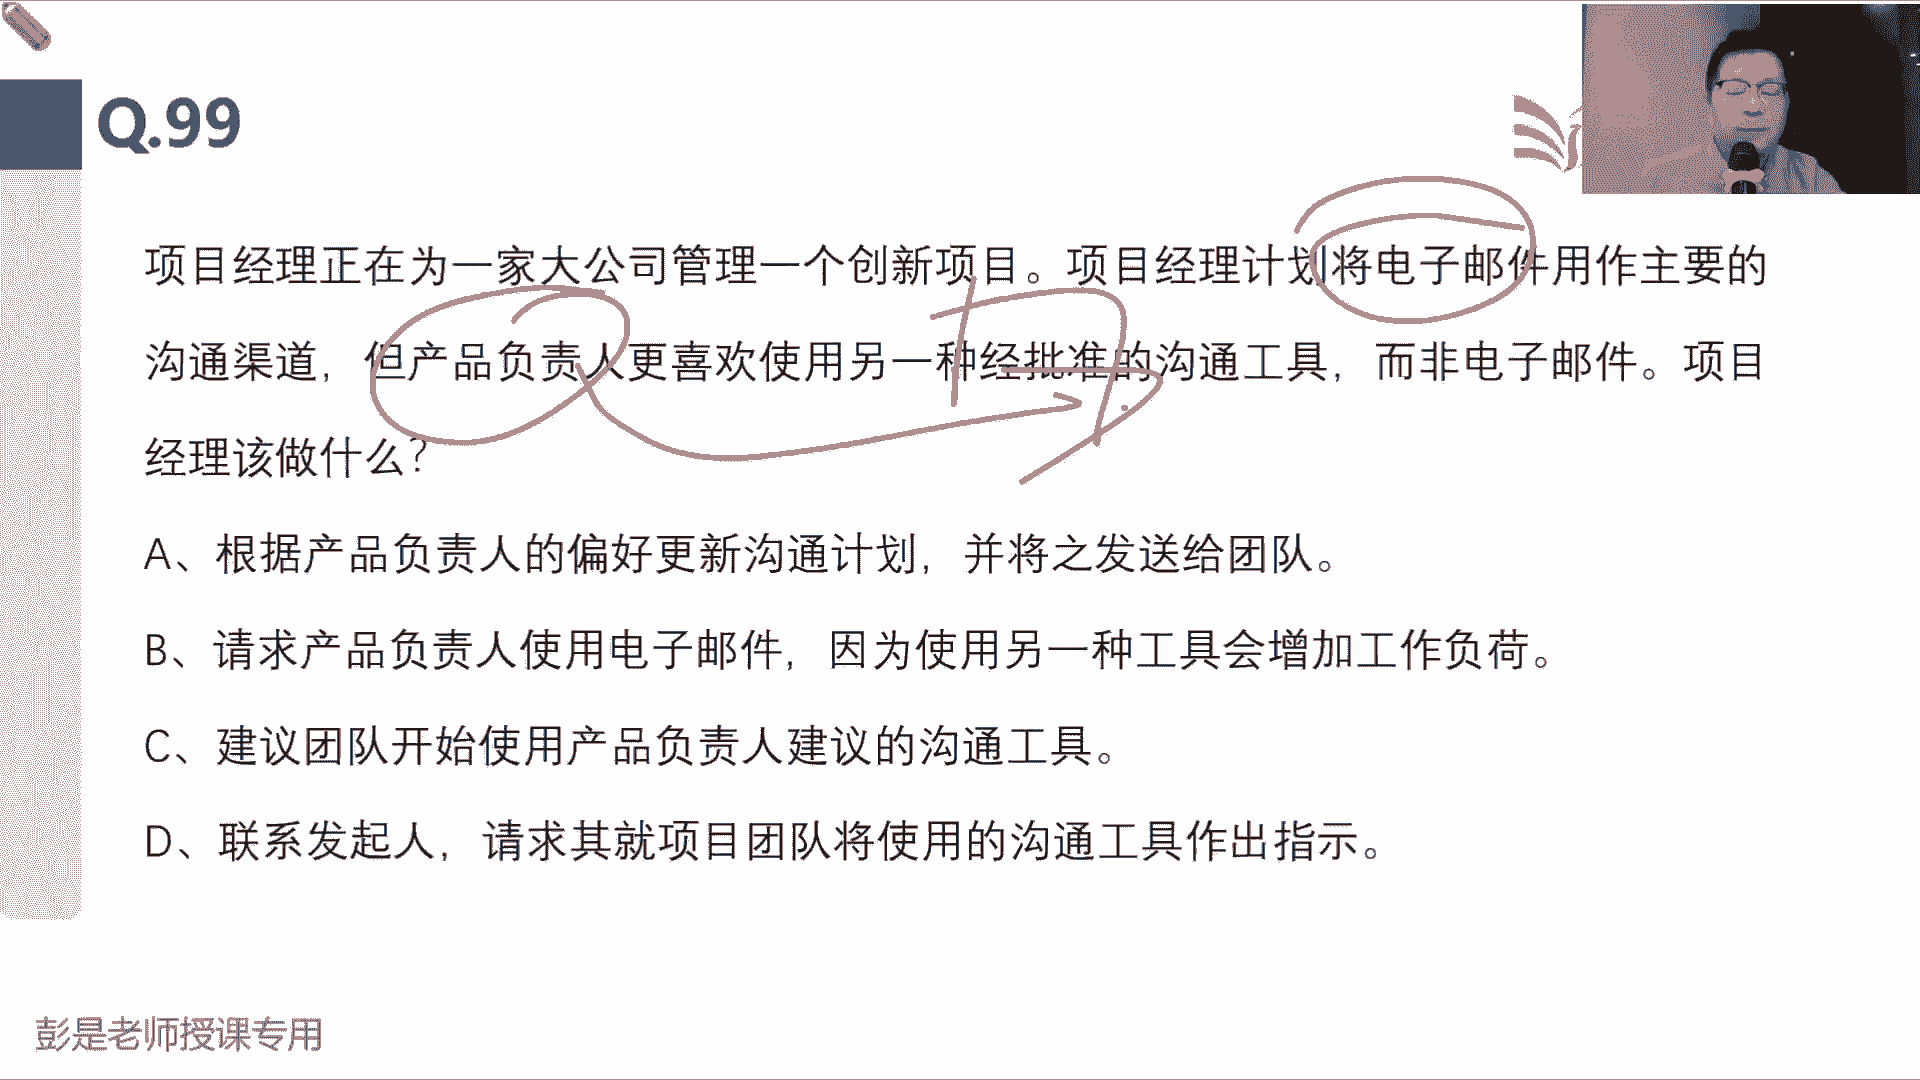 Q.99
项目经理正在为一家大公司管理一个创新项目。项目经理计划将电子邮件用作主要的
沟通渠道，但产品负责人更喜欢使用另一种经批准的沟通工具，而非电子邮件。项目
经理该做什么？
A、根据产品负责人的偏好更新沟通计划，并将之发送给团队。
B、请求产品负责人使用电子邮件，因为使用另一种工具会增加工作负荷。
C、建议团队开始使用产品负责人建议的沟通工具。
D、联系发起人，请求其就项目团队将使用的沟通工具作出指示。
彭是老师授课专用